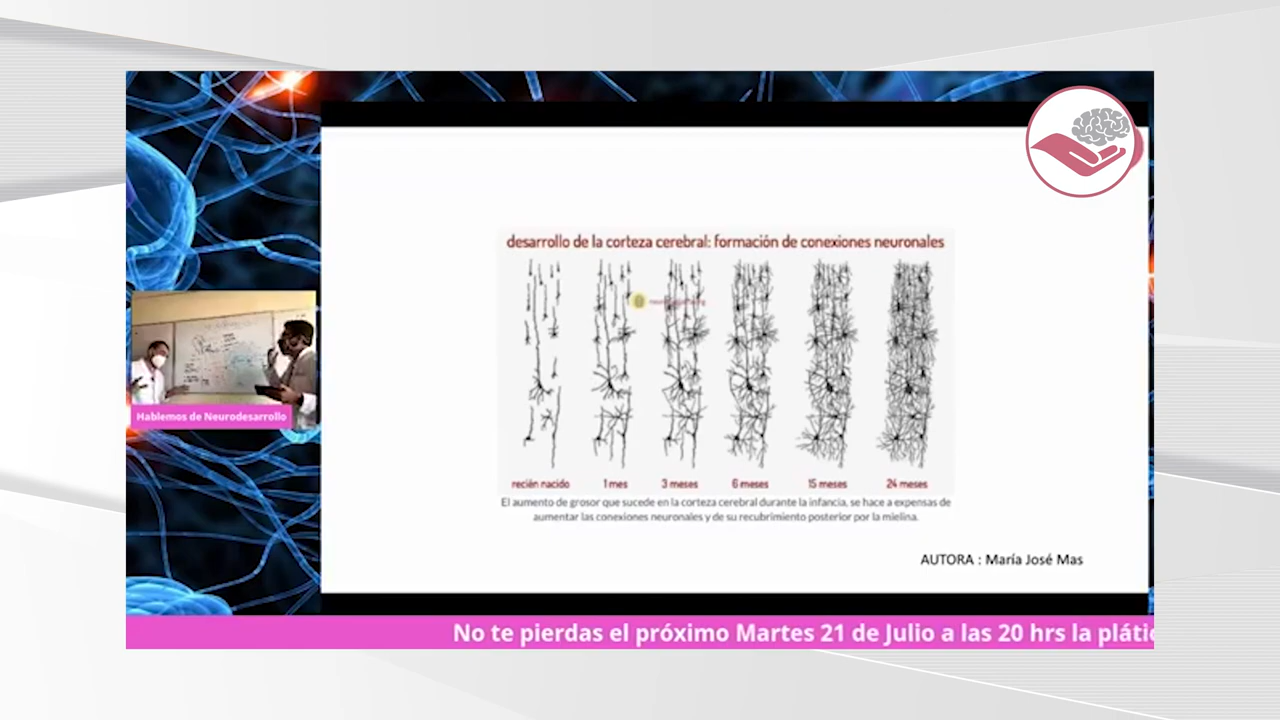 desarrollo de la corteza cerebral: formación de conexiones neuronales
recién nacido
1 mes
3 meses
6 meses
15 meses
24 meses
El aumento de grosor que sucede en la corteza cerebral durante la infancia, se hace a expensas de
aumentar las conexiones neuronales y de su recubrimiento posterior por la mielina.
AUTORA : María José Mas
Hablemos de Neurodesarrollo
No te pierdas el próximo Martes 21 de Julio a las 20 hrs la plátic